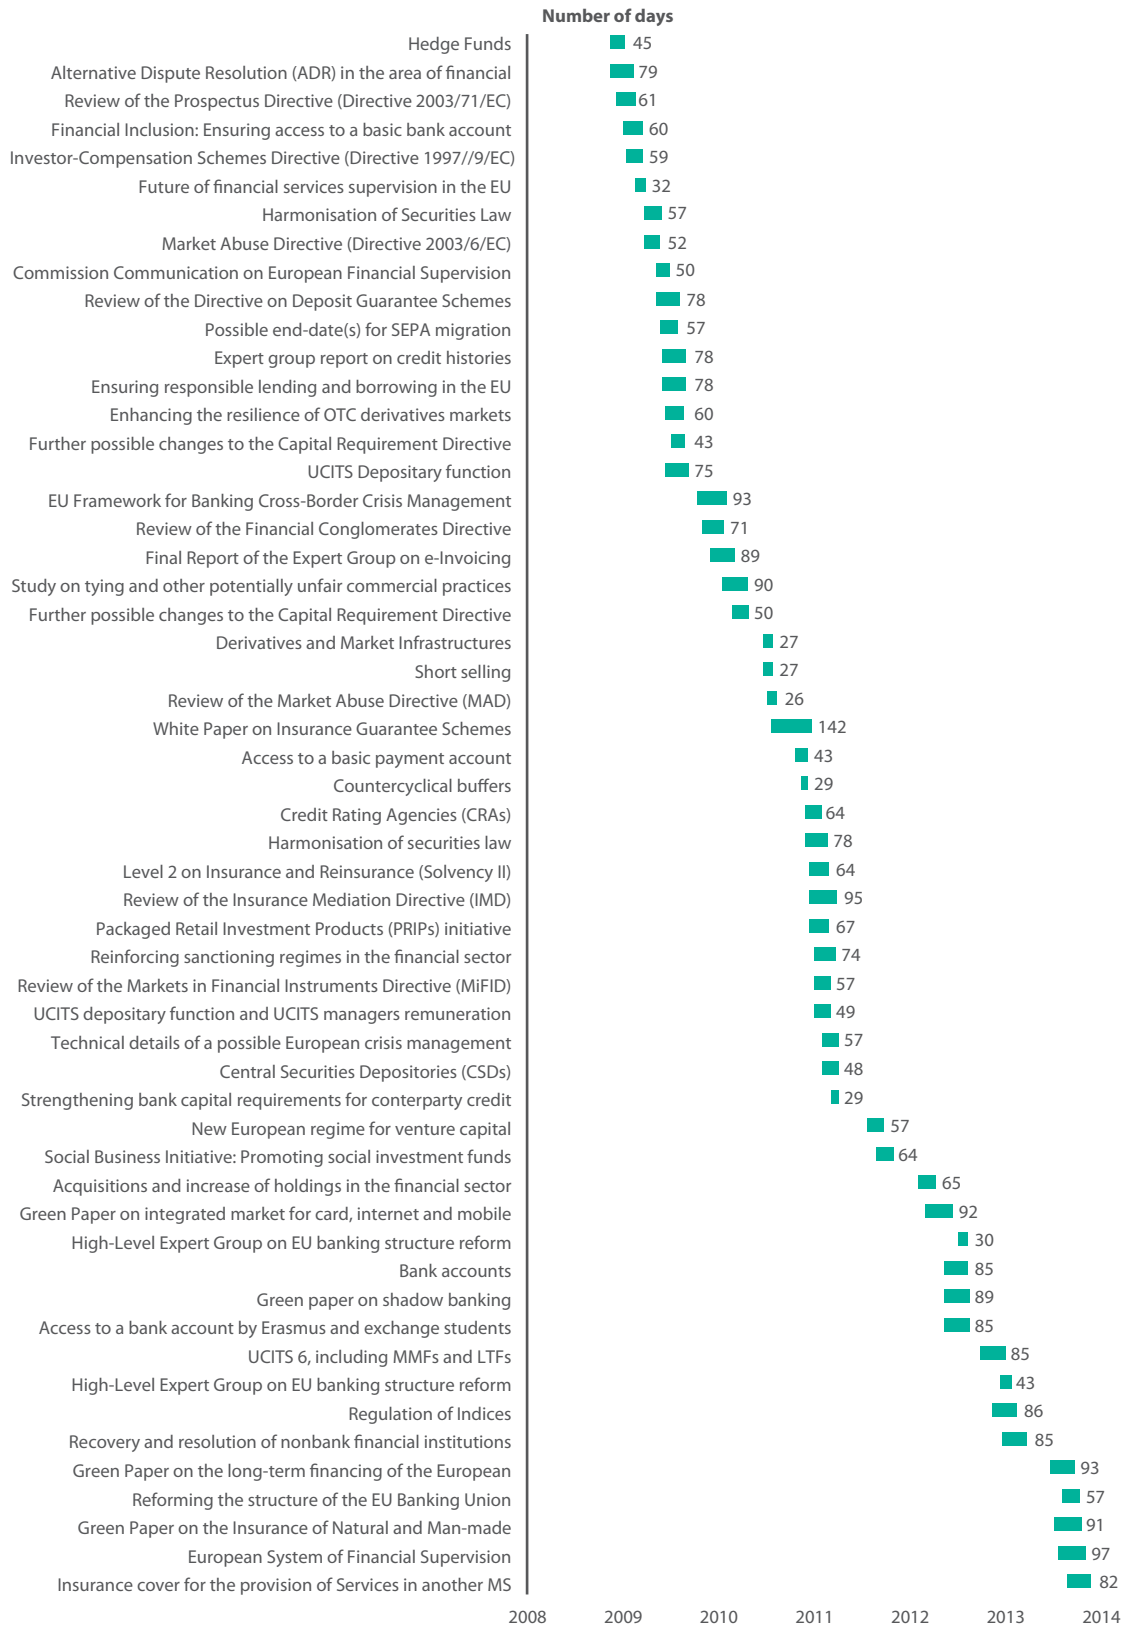 Number of days
Hedge Funds 45
Alternative Dispute Resolution (ADR) in the area of financial 79
Review of the Prospectus Directive (Directive 2003/71/EC) 61
Financial Inclusion: Ensuring access to a basic bank account 60
Investor-Compensation Schemes Directive (Directive 1997//9/EC) 59
Future of financial services supervision in the EU 32
Harmonisation of Securities Law 57
Market Abuse Directive (Directive 2003/6/EC) 52
Commission Communication on European Financial Supervision 50
Review of the Directive on Deposit Guarantee Schemes 78
Possible end-date(s) for SEPA migration 57
Expert group report on credit histories 78
Ensuring responsible lending and borrowing in the EU 78
Enhancing the resilience of OTC derivatives markets 60
Further possible changes to the Capital Requirement Directive 43
UCITS Depositary function 75
EU Framework for Banking Cross-Border Crisis Management 93
Review of the Financial Conglomerates Directive 71
Final Report of the Expert Group on e-Invoicing 89
Study on tying and other potentially unfair commercial practices 90
Further possible changes to the Capital Requirement Directive 50
Derivatives and Market Infrastructures 27
Short selling 27
Review of the Market Abuse Directive (MAD) 26
White Paper on Insurance Guarantee Schemes 142
Access to a basic payment account 43
Countercyclical buffers 29
Credit Rating Agencies (CRAs) 64
Harmonisation of securities law 78
Level 2 on Insurance and Reinsurance (Solvency II) 64
Review of the Insurance Mediation Directive (IMD) 95
Packaged Retail Investment Products (PRIPs) initiative 67
Reinforcing sanctioning regimes in the financial sector 74
Review of the Markets in Financial Instruments Directive (MiFID) 57
UCITS depositary function and UCITS managers remuneration 49
Technical details of a possible European crisis management 57
Central Securities Depositories (CSDs) 48
Strengthening bank capital requirements for conterparty credit 29
New European regime for venture capital 57
Social Business Initiative: Promoting social investment funds 64
Acquisitions and increase of holdings in the financial sector 65
Green Paper on integrated market for card, internet and mobile 92
High-Level Expert Group on EU banking structure reform 30
Bank accounts 85
Green paper on shadow banking 89
Access to a bank account by Erasmus and exchange students 85
UCITS 6, including MMFs and LTFs 85
High-Level Expert Group on EU banking structure reform 43
Regulation of Indices 86
Recovery and resolution of nonbank financial institutions 85
Green Paper on the long-term financing of the European 93
Reforming the structure of the EU Banking Union 57
Green Paper on the Insurance of Natural and Man-made 91
European System of Financial Supervision 97
Insurance cover for the provision of Services in another MS 82
2008 2009 2010 2011 2012 2013 2014